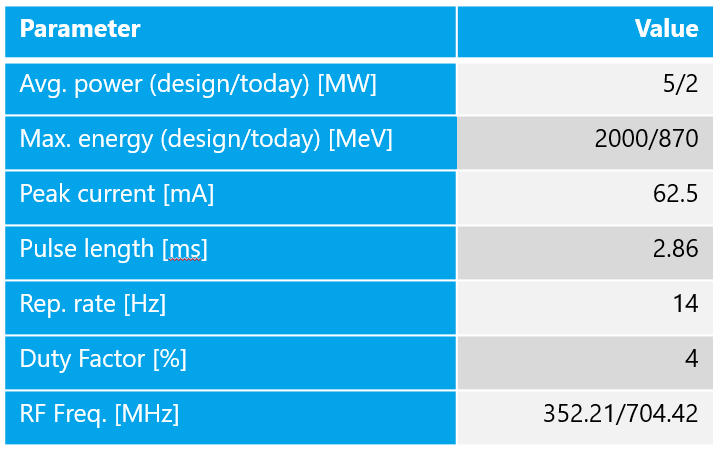 Parameter Value
Avg. power (design/today) [MW] 5/2
Max. energy (design/today) [MeV] 2000/870
Peak current [mA] 62.5
Pulse length [ms] 2.86
Rep. rate [Hz] 14
Duty Factor [%] 4
RF Freq. [MHz] 352.21/704.42